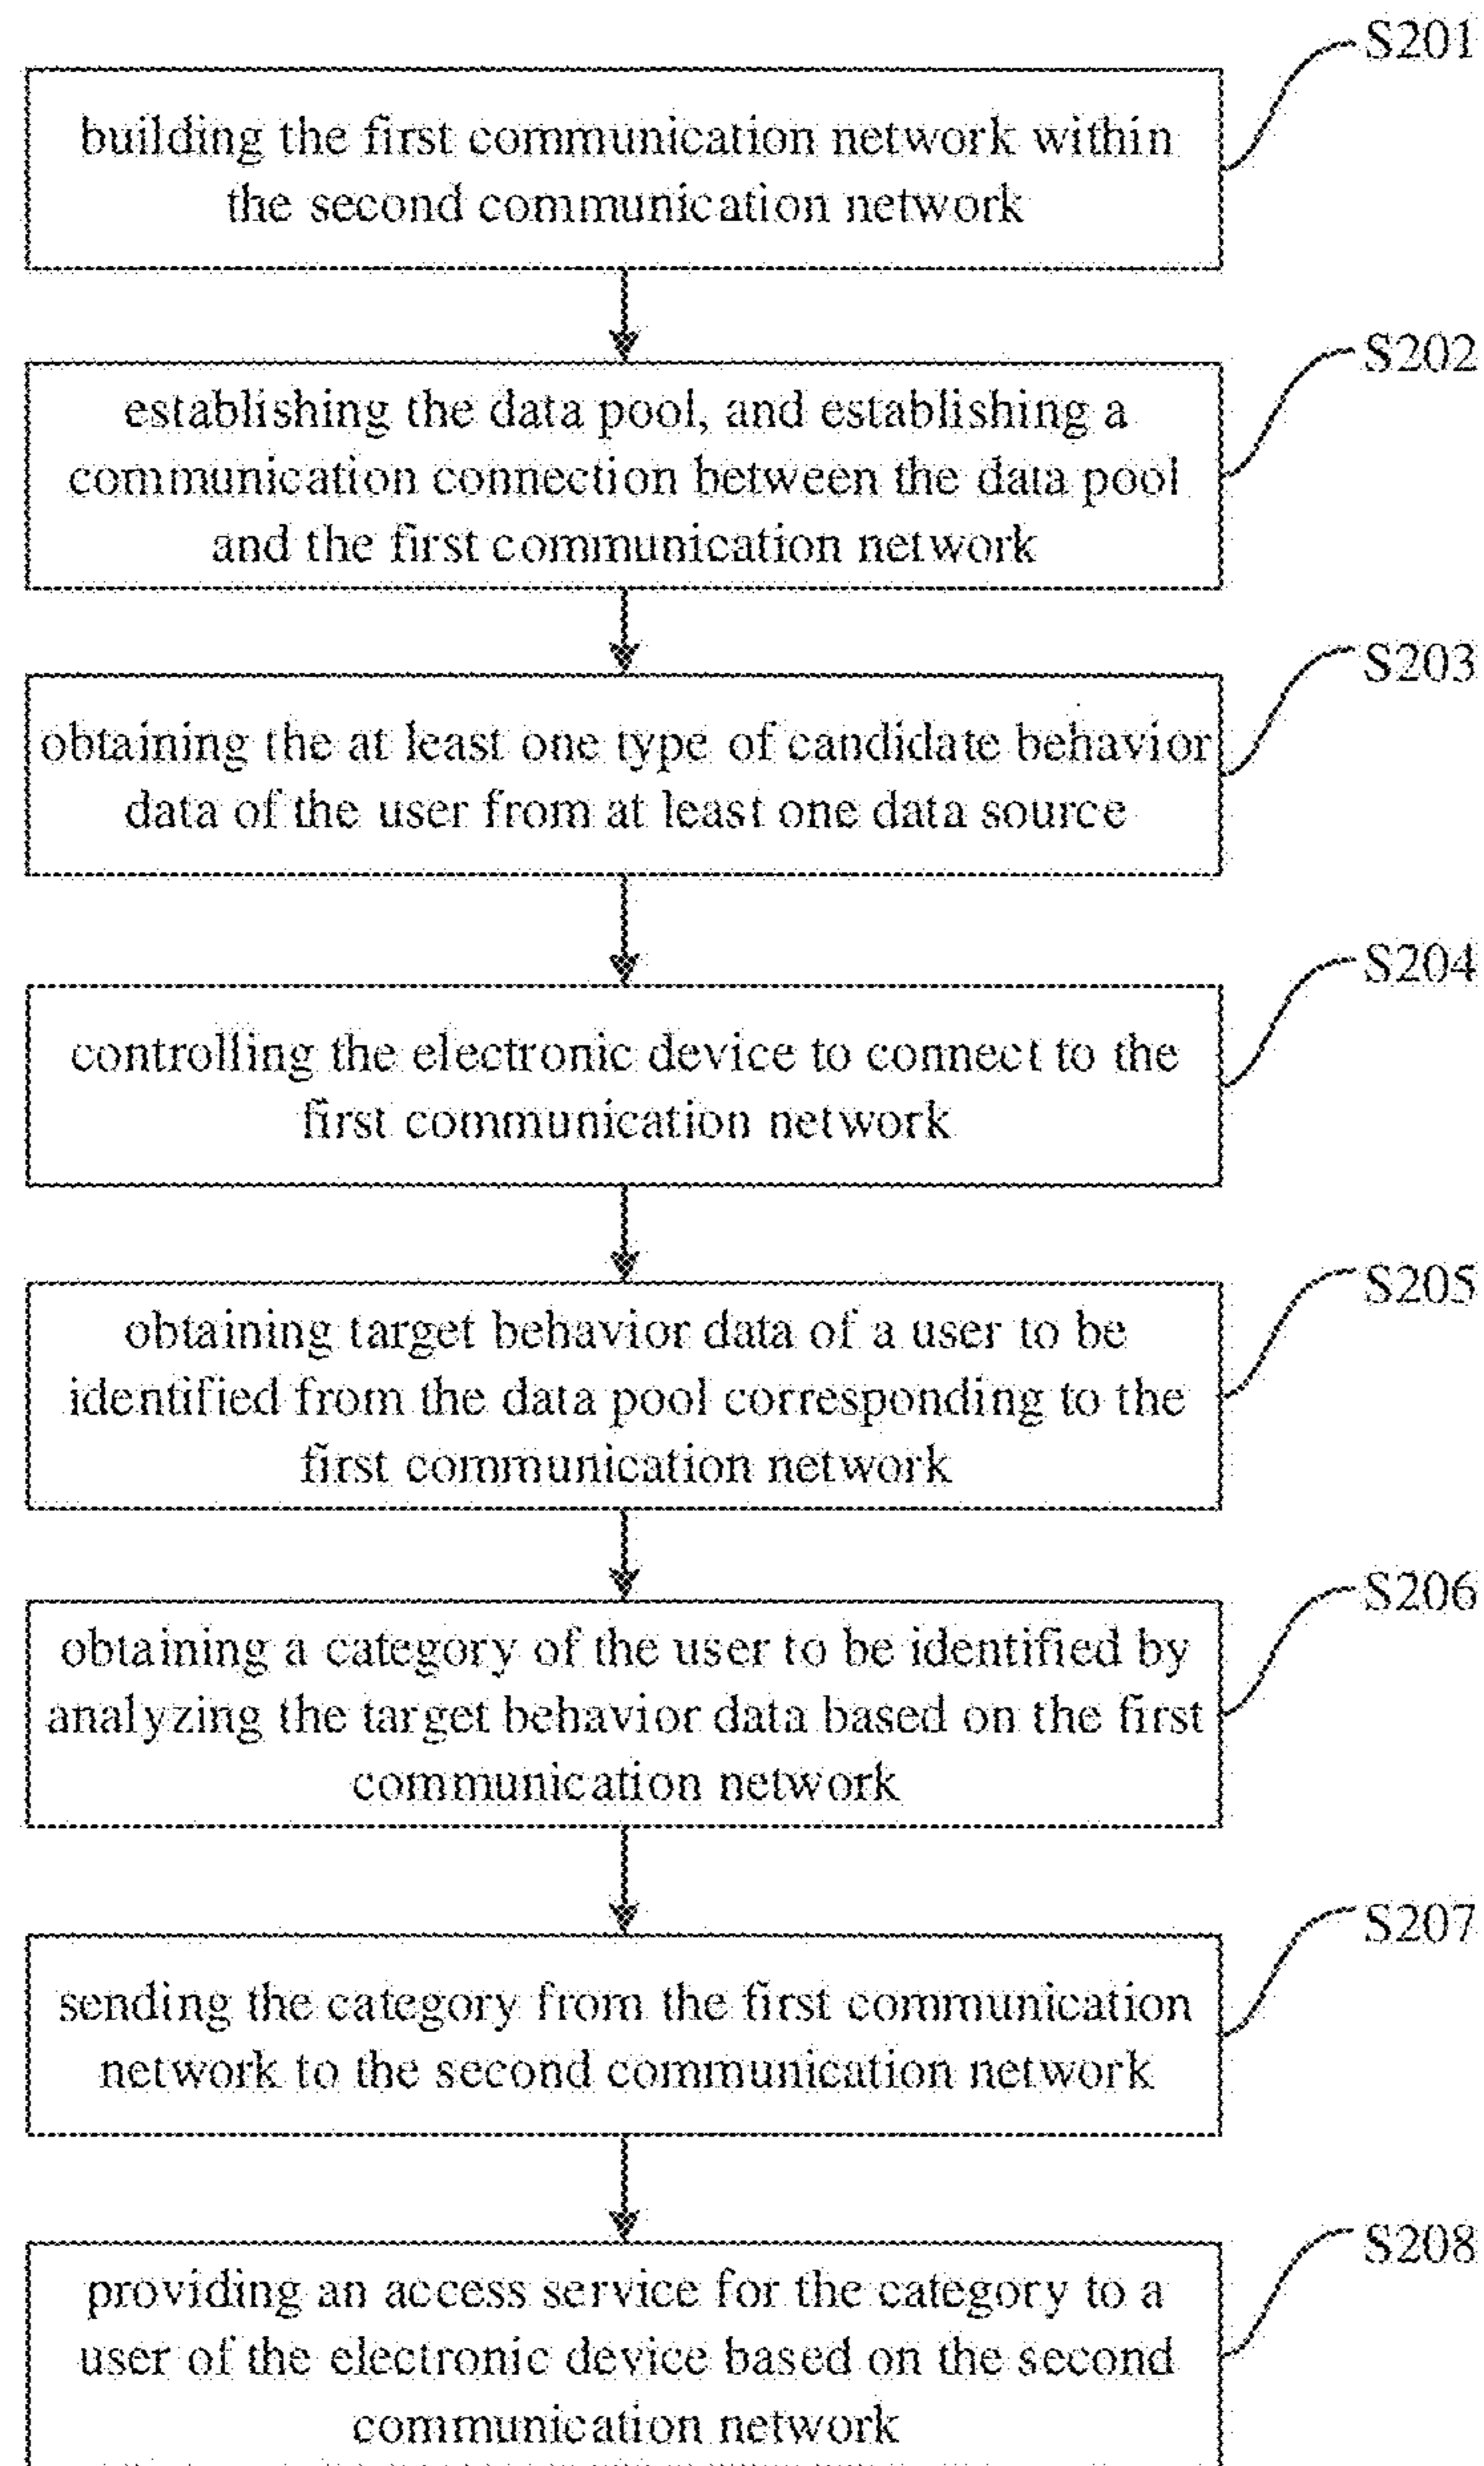 S201
building the first communication network within
the second communication network
S202
establishing the data pool, and establishing a
communication connection between the data pool
and the first communication network
S203
obtaining the at least one type of candidate behavior
data of the user from at least one data source
S204
controlling the electronic device to connect to the
first communication network
S205
obtaining target behavior data of a user to be
identified from the data pool corresponding to the
first communication network
S206
obtaining a category of the user to be identified by
analyzing the target behavior data based on the first
communication network
S207
sending the category from the first communication
network to the second communication network
S208
providing an access service for the category to a
user of the electronic device based on the second
communication network